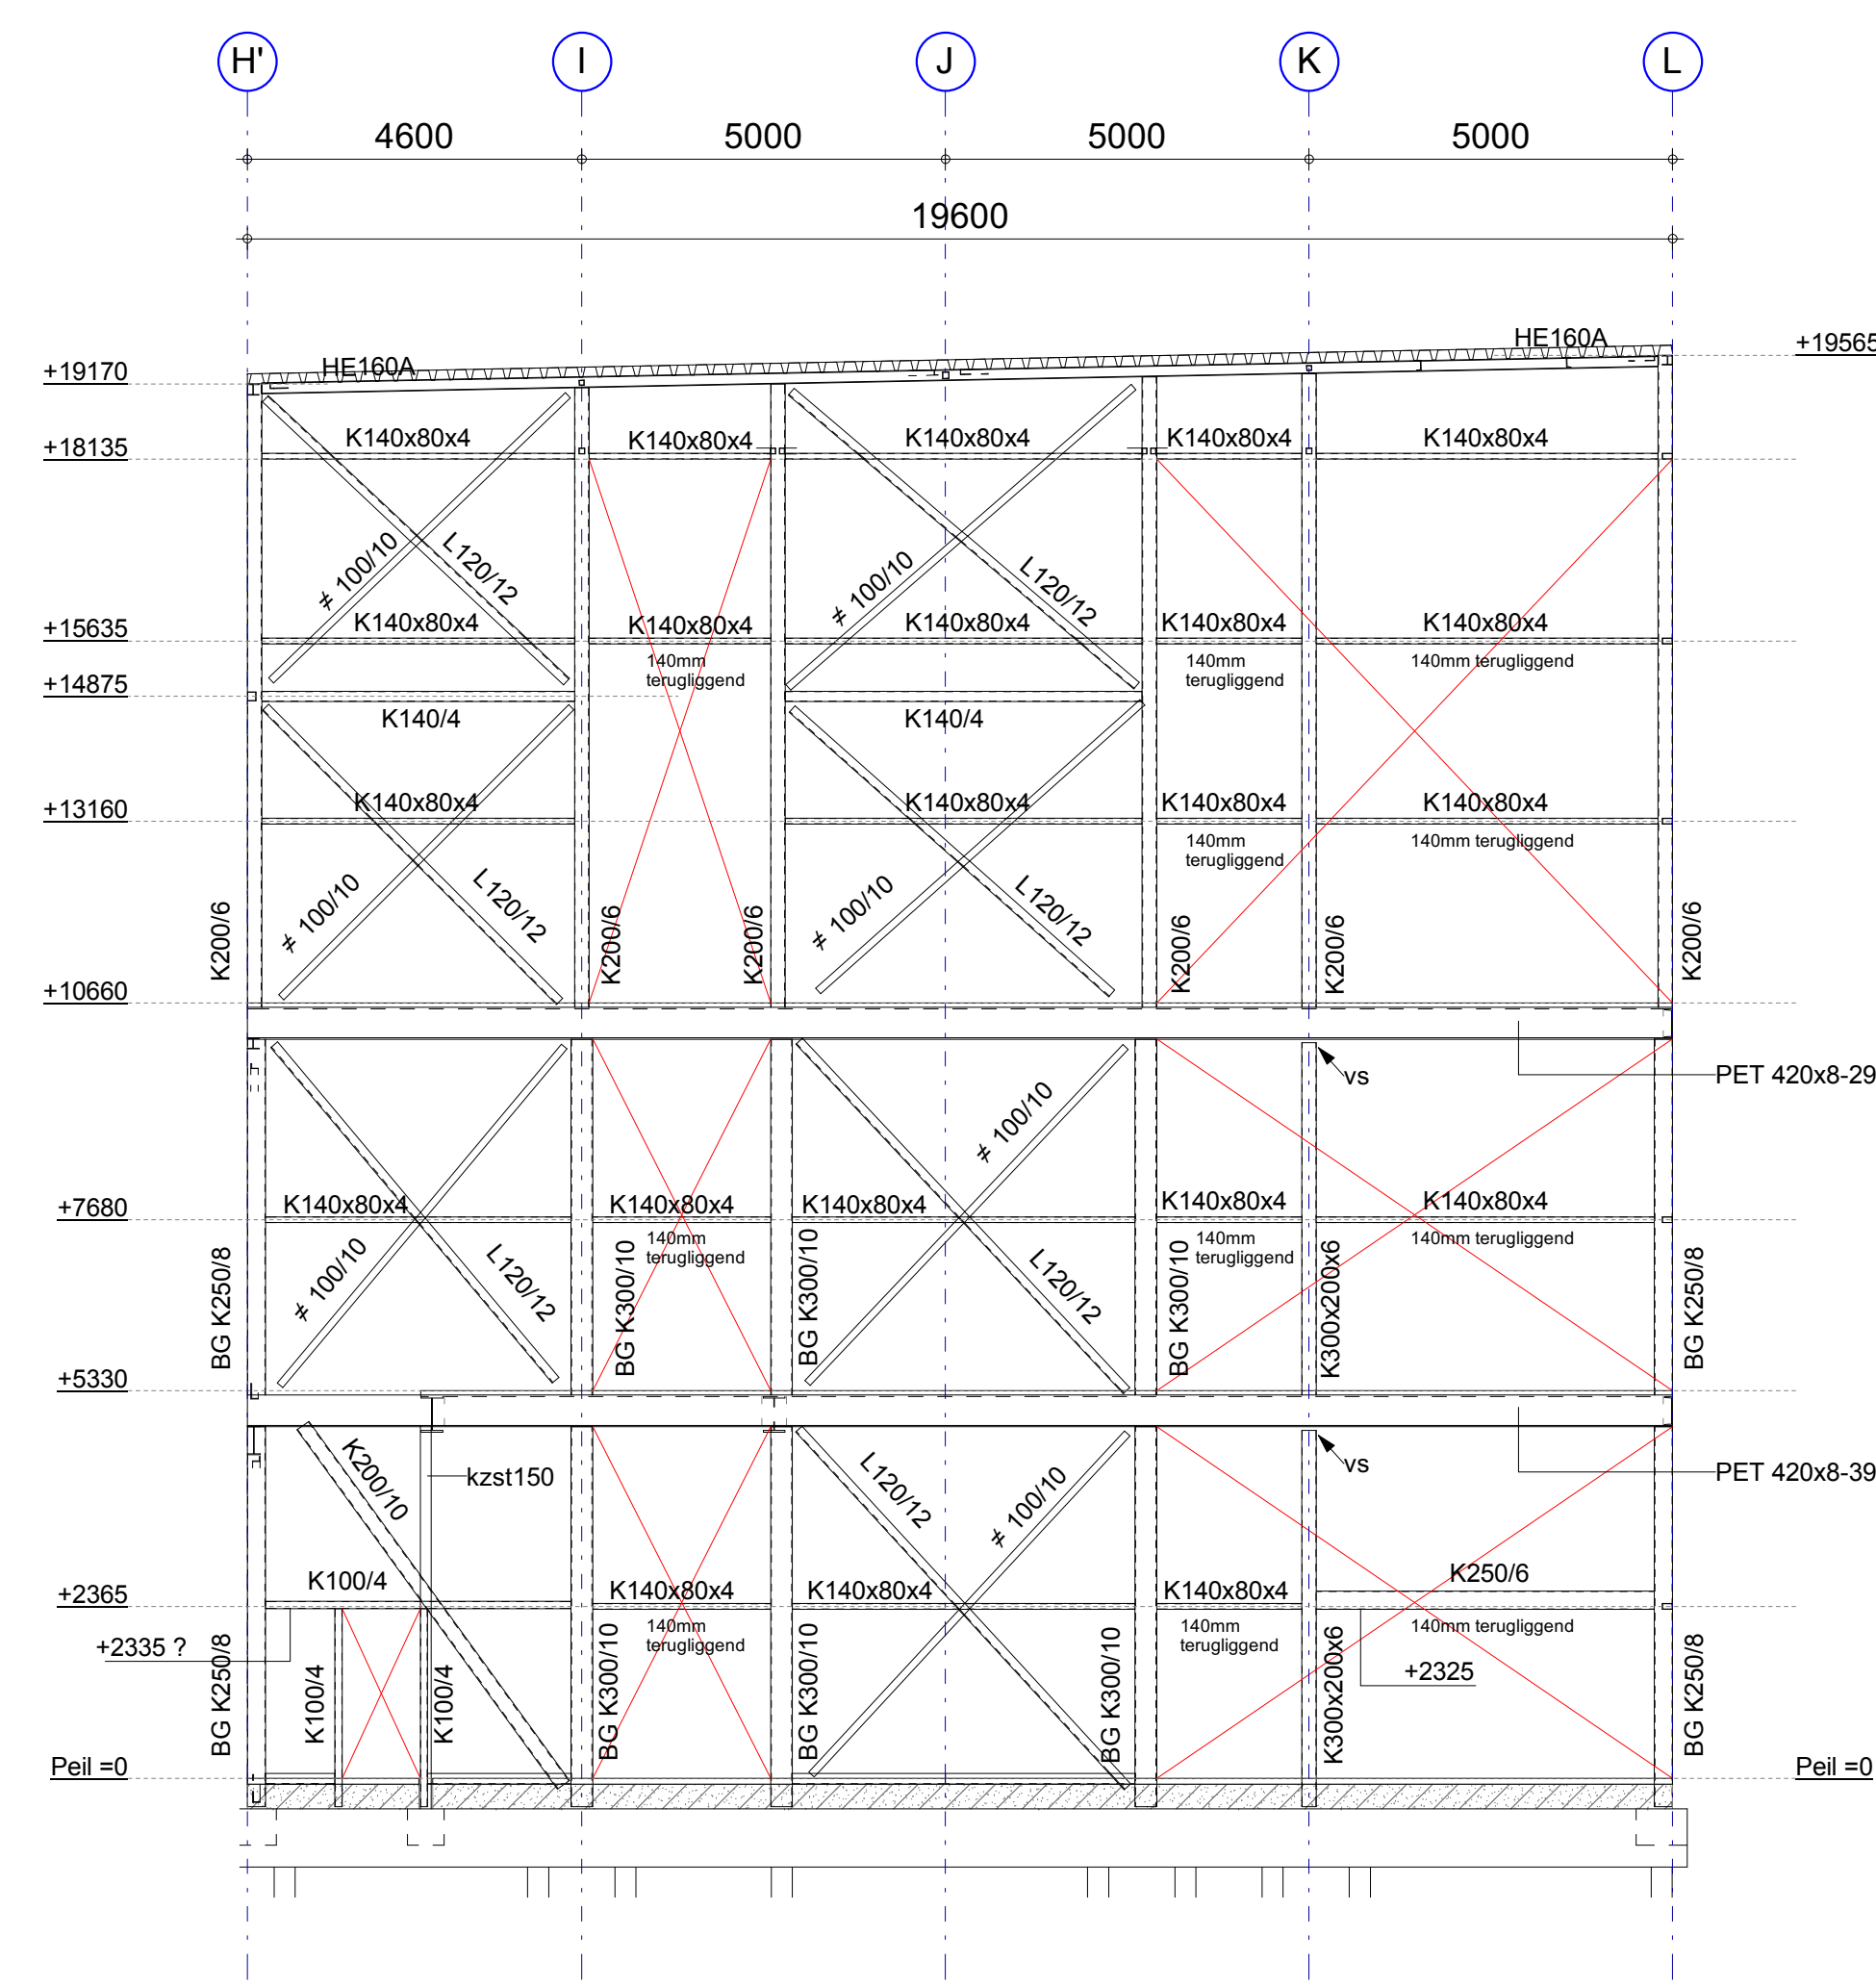 H' I J K L
4600 5000 5000 5000
19600
HE160A
+19565
HE160A
+19170
K140x80x4 K140x80x4 K140x80x4 K140x80x4 K140x80x4
+18135
≠ 100/10 L120/12 ≠ 100/10 L120/12
+15635
K140x80x4 K140x80x4 K140x80x4 K140x80x4 K140x80x4
140mm 140mm 140mm terugliggend
terugliggend terugliggend
+14875
K140/4 K140/4
+13160
K140x80x4 K140x80x4 K140x80x4 K140x80x4
140mm 140mm terugliggend
terugliggend
≠ 100/10 L120/12 ≠ 100/10 L120/12
K200/6 K200/6 K200/6 K200/6 K200/6 K200/6
+10660
vs
PET 420x8-29
≠ 100/10
+7680
K140x80x4 K140x80x4 K140x80x4 K140x80x4 K140x80x4
140mm 140mm 140mm terugliggend
terugliggend terugliggend
≠ 100/10 L120/12 L120/12
BG K250/8 BG K300/10 BG K300/10 BG K300/10 K300x200x6 BG K250/8
+5330
K200/10
kzst150
L120/12 ≠ 100/10
vs
PET 420x8-39
+2365
K100/4 K140x80x4 K140x80x4 K140x80x4 K250/6
140mm 140mm 140mm terugliggend
terugliggend terugliggend
+2335 ?
+2325
BG K250/8 K100/4 K100/4 BG K300/10 BG K300/10 BG K300/10 K300x200x6 BG K250/8
Peil =0 Peil =0